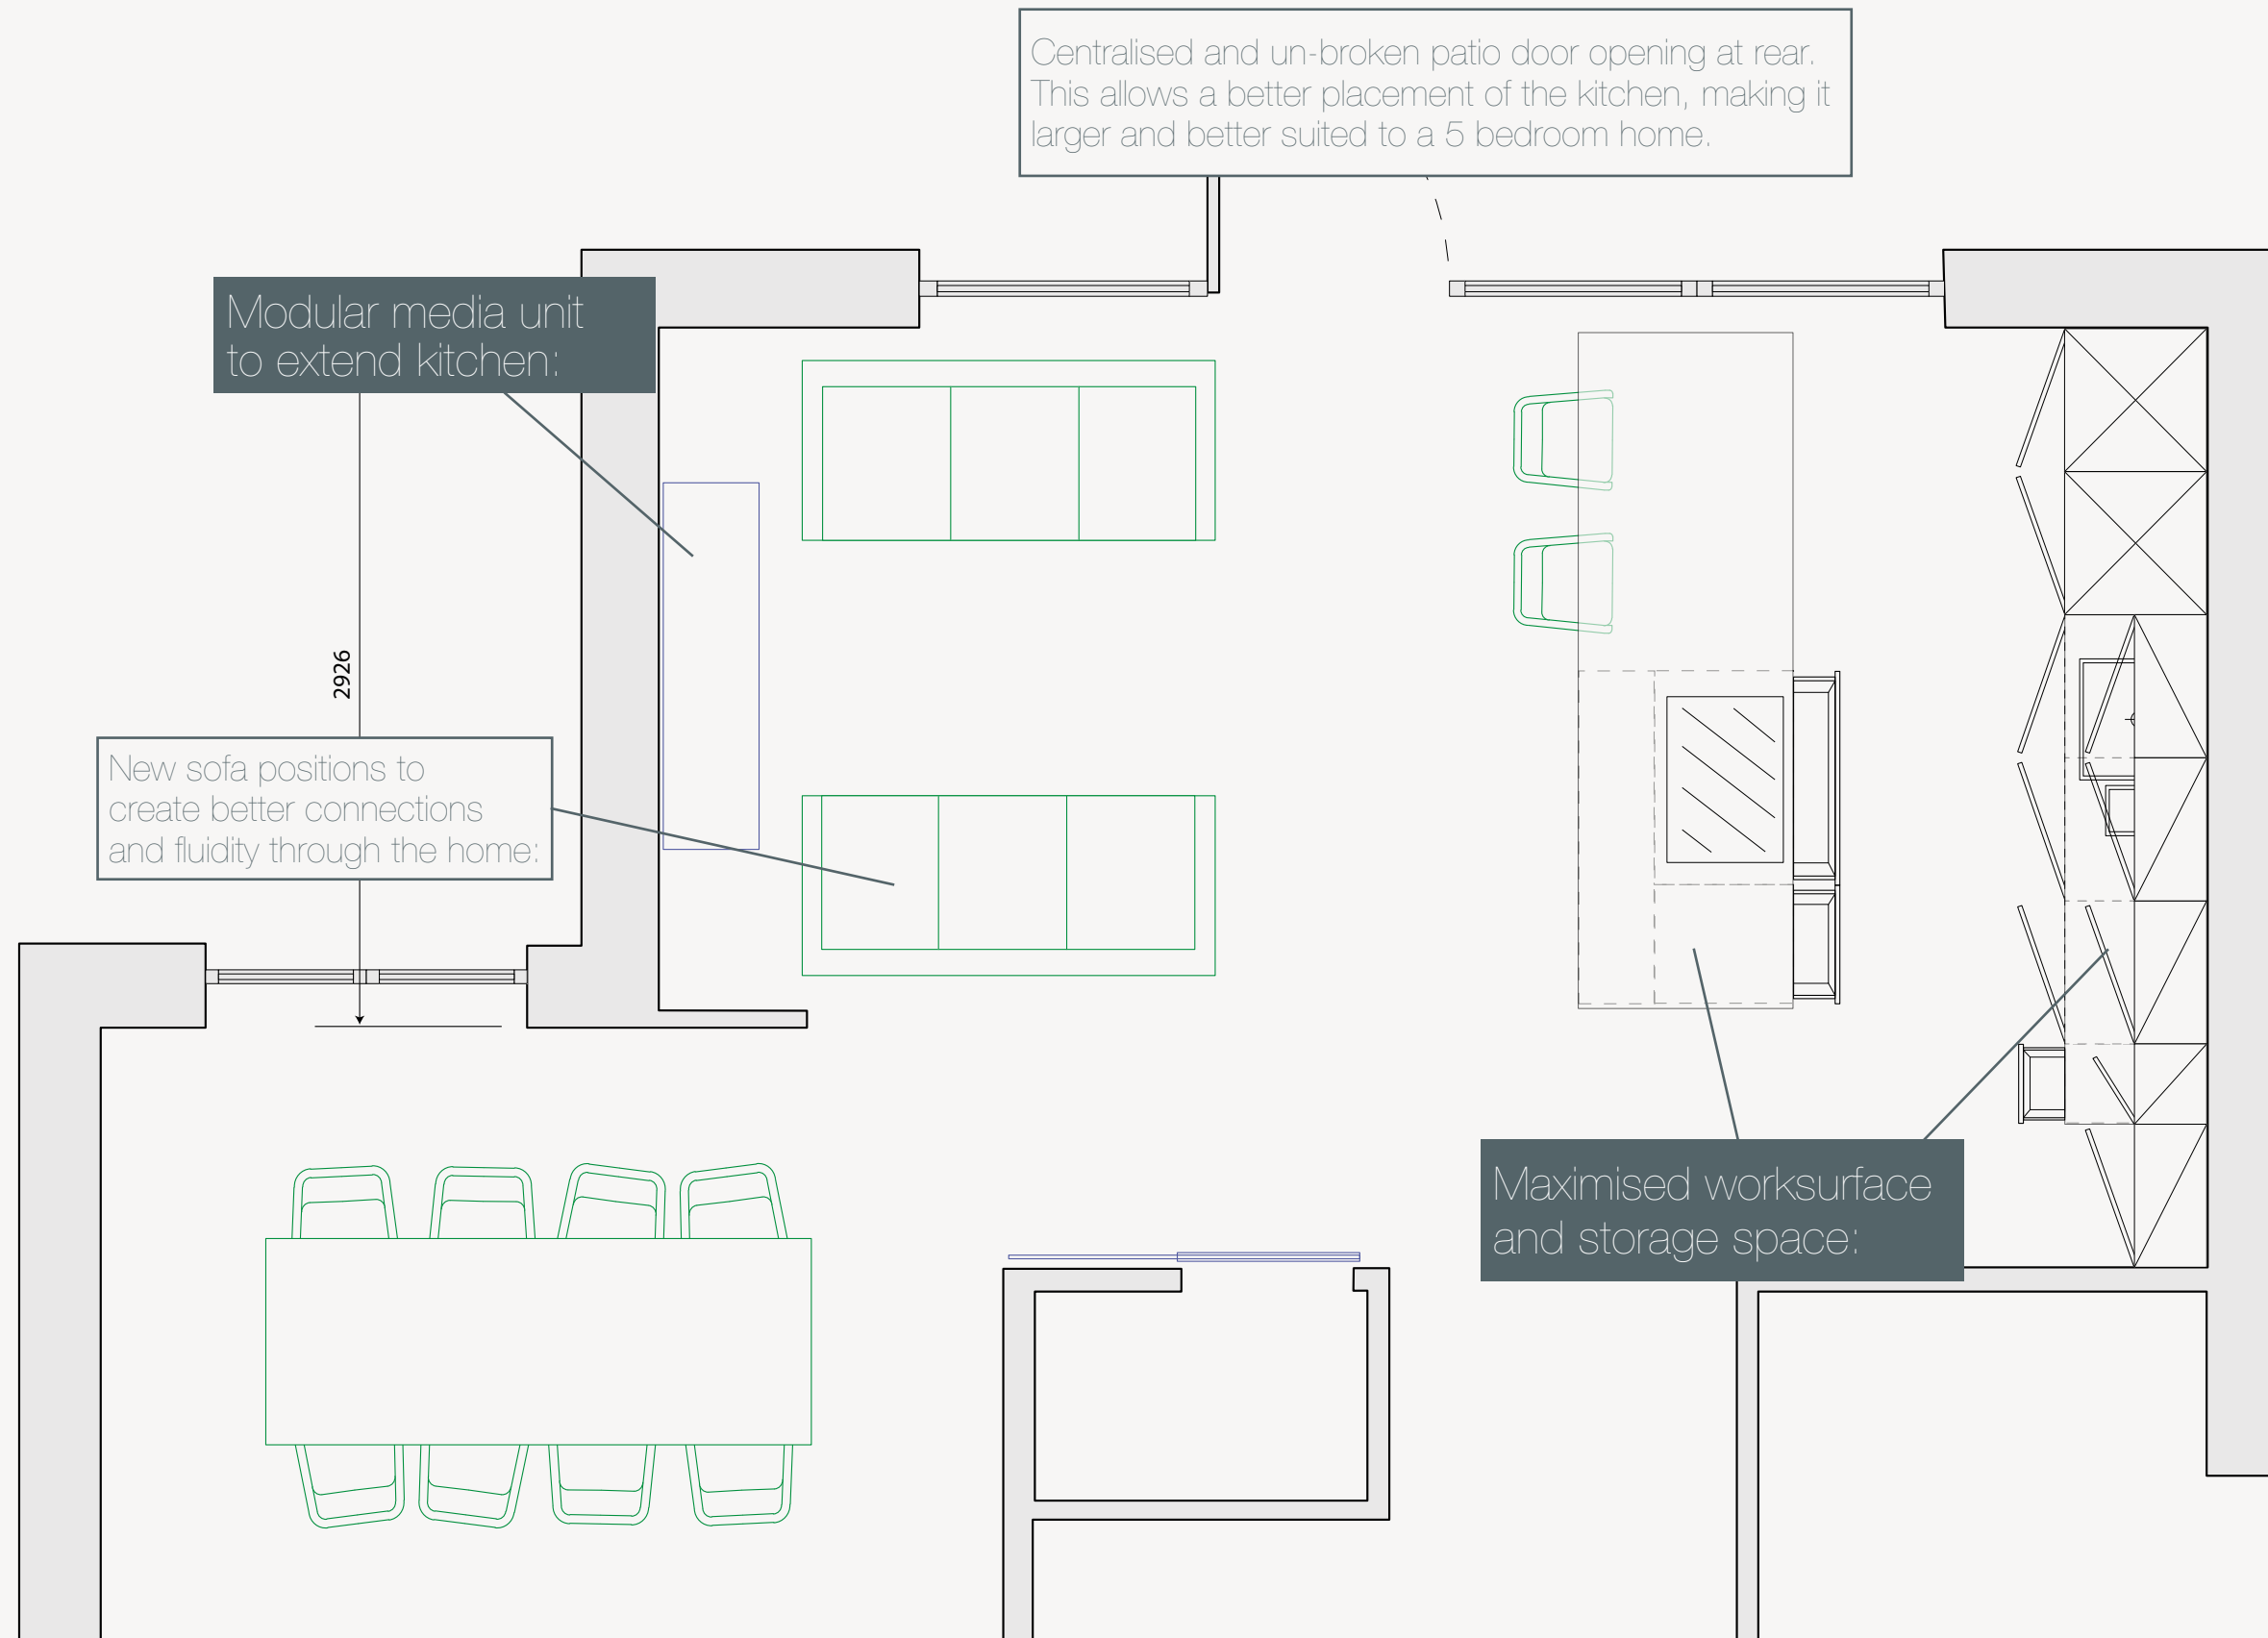 Centralised and un-broken patio door opening at rear.
This allows a better placement of the kitchen, making it
larger and better suited to a 5 bedroom home.
Modular media unit
to extend kitchen:
2926
New sofa positions to
create better connections
and fluidity through the home:
Maximised worksurface
and storage space: